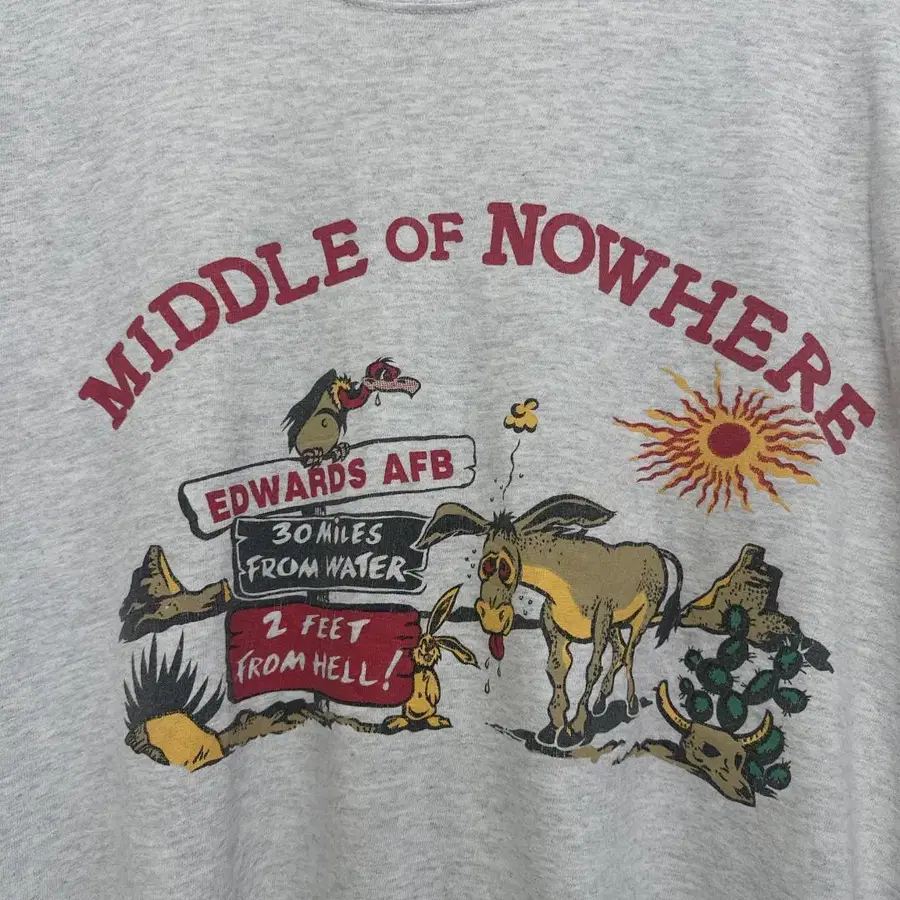 MIDDLE OF NOWHERE
EDWARDS AFB
30 MiLES
FROM WATER
2 FEET
FROM HELL!